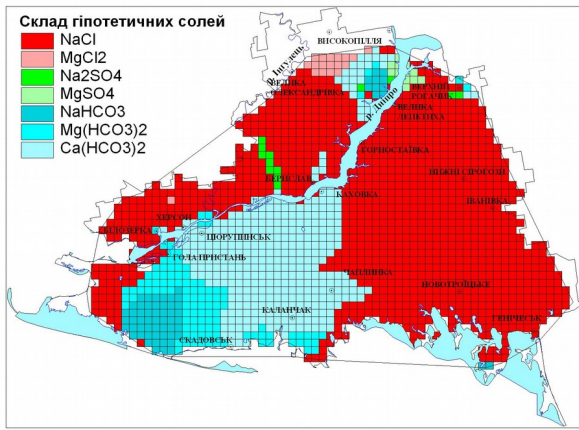 Склад гіпотетичних солей
NaCl
MgCl2
Na2SO4
MgSO4
NaHCO3
Mg(HCO3)2
Ca(HCO3)2
ВИСОКОПІЛЛЯ
р. Інгулець
ВЕЛИКА
ОЛЕКСАНДРІВКА
ВЕРХНІЙ
РОГАЧИК
р. Дніпро
ВЕЛИКА
ЛЕПЕТИХА
ГОРНОСТАЇВКА
НИЖНІ СІРОГОЗИ
БЕРИСЛАВ
КАХОВКА
ІВАНІВКА
ХЕРСОН
БІЛОЗЕРКА
ЦЮРУПИНСЬК
ГОЛА ПРИСТАНЬ
ЧАПЛИНКА
НОВОТРОЇЦЬКЕ
КАЛАНЧАК
ГЕНІЧЕСЬК
СКАДОВСЬК